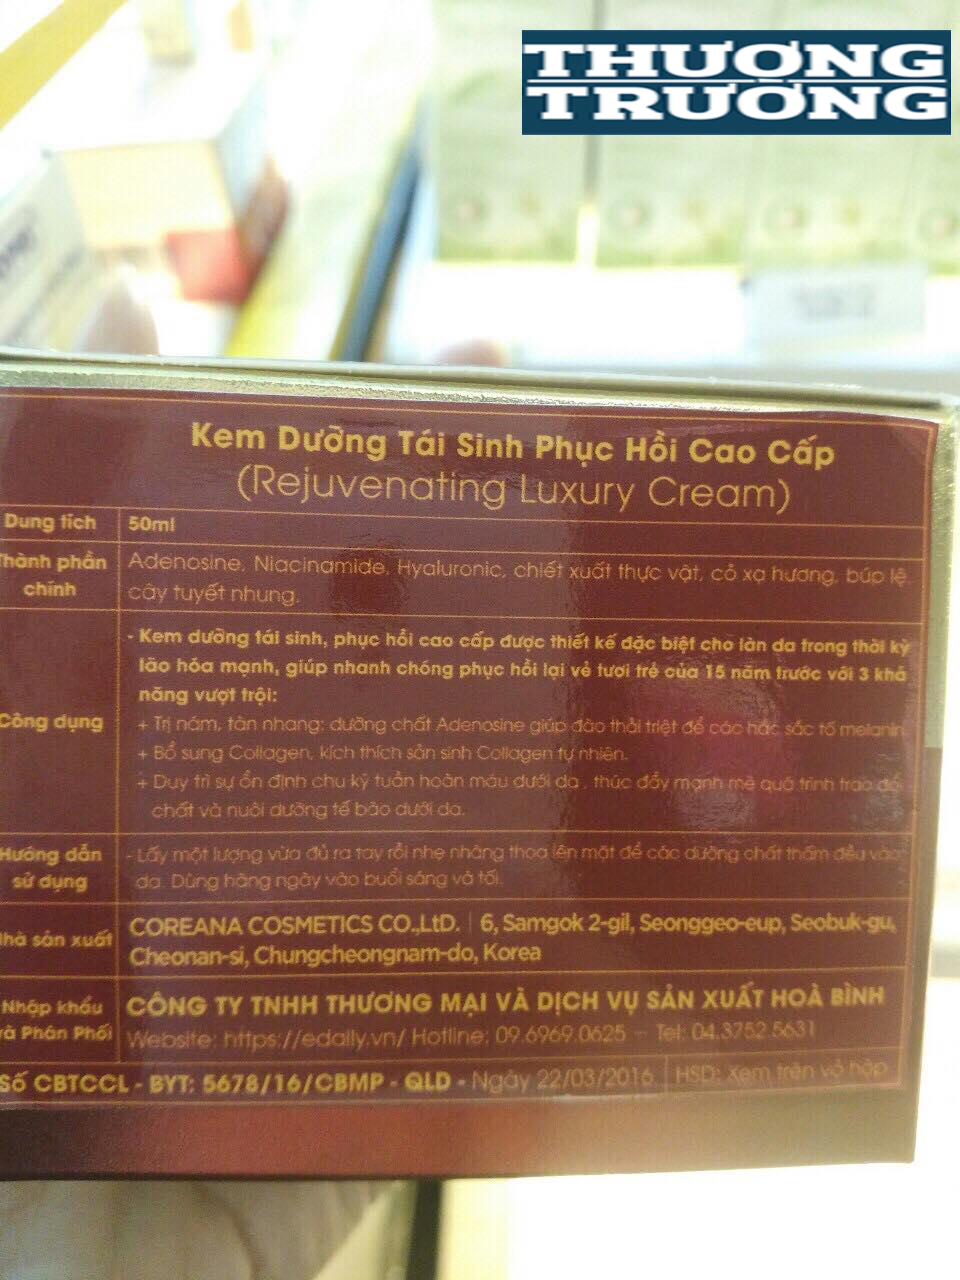 THƯƠNG
TRƯỜNG
Kem Dưỡng Tái Sinh Phục Hồi Cao Cấp
(Rejuvenating Luxury Cream)
Dung tích 50ml
Thành phần chính Adenosine, Niacinamide, Hyaluronic, chiết xuất thực vật, cỏ xạ hương, búp lệ,
cây tuyết nhung.
Công dụng - Kem dưỡng tái sinh, phục hồi cao cấp được thiết kế đặc biệt cho làn da trong thời kỳ
lão hóa mạnh, giúp nhanh chóng phục hồi lại vẻ tươi trẻ của 15 năm trước với 3 khả
năng vượt trội:
+ Trị nám, tàn nhang: dưỡng chất Adenosine giúp đào thải triệt để các hắc sắc tố melanin
+ Bổ sung Collagen, kích thích sản sinh Collagen tự nhiên.
+ Duy trì sự ổn định chu kỳ tuần hoàn máu dưới da , thúc đẩy mạnh mẽ quá trình trao đổi
chất và nuôi dưỡng tế bào dưới da.
Hướng dẫn sử dụng - Lấy một lượng vừa đủ ra tay rồi nhẹ nhàng thoa lên mặt để các dưỡng chất thấm đều vào
da. Dùng hàng ngày vào buổi sáng và tối.
Nhà sản xuất COREANA COSMETICS CO.,LtD. | 6, Samgok 2-gil, Seonggeo-eup, Seobuk-gu,
Cheonan-si, Chungcheongnam-do, Korea
Nhập khẩu và Phân Phối CÔNG TY TNHH THƯƠNG MẠI VÀ DỊCH VỤ SẢN XUẤT HOÀ BÌNH
Website: https://edally.vn/ Hotline: 09.6969.0625 - Tel: 04.3752.5631
Số CBTCCL - BYT: 5678/16/CBMP - QLD - Ngày 22/03/2016 HSD: xem trên vỏ hộp